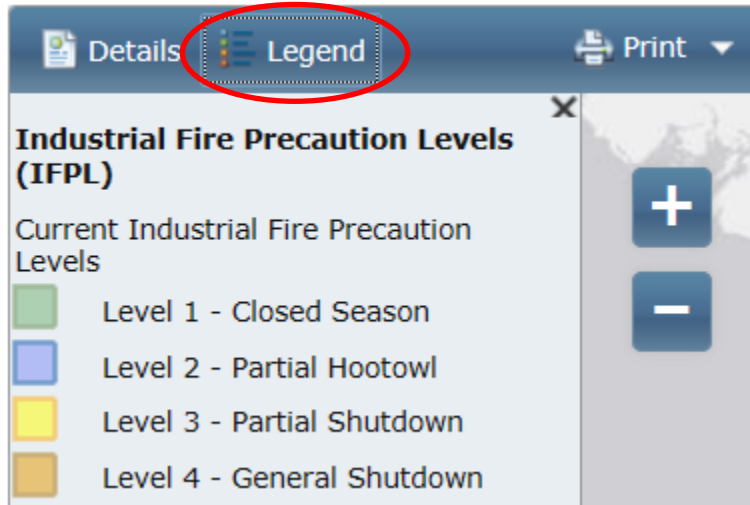 Details Legend Print
Industrial Fire Precaution Levels
(IFPL)
Current Industrial Fire Precaution
Levels
Level 1 - Closed Season
Level 2 - Partial Hootowl
Level 3 - Partial Shutdown
Level 4 - General Shutdown